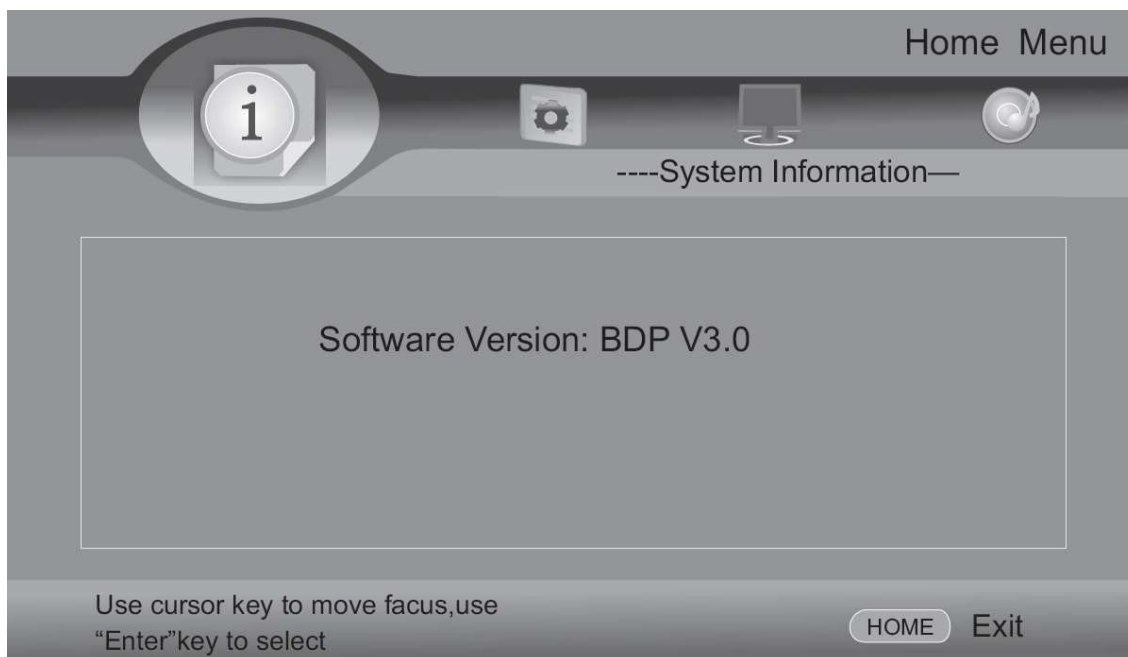 Home Menu
i
----System Information—
Software Version: BDP V3.0
Use cursor key to move facus,use
“Enter”key to select
HOME Exit